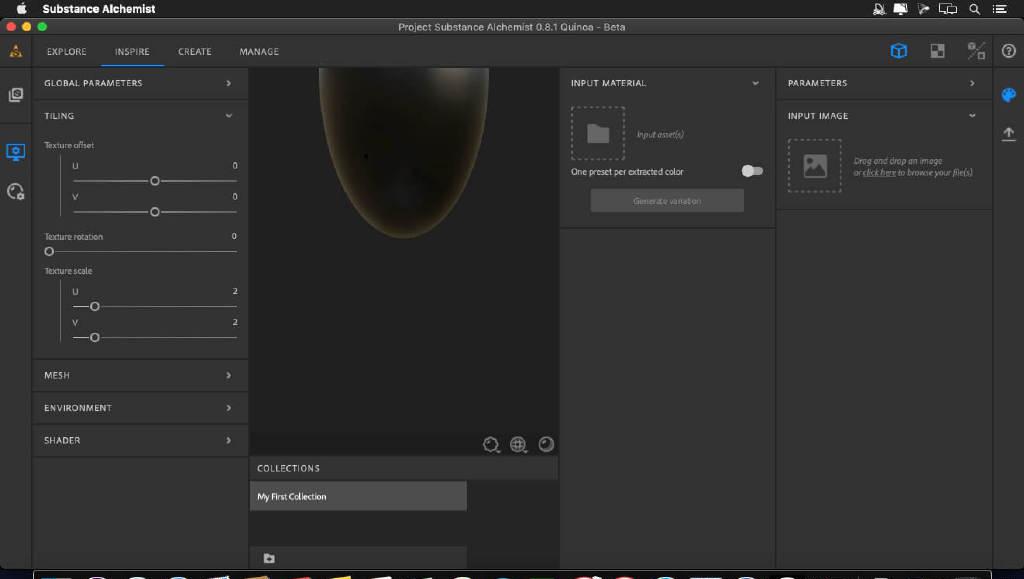 Substance Alchemist
Project Substance Alchemist 0.8.1 Quinoa - Beta
EXPLORE INSPIRE CREATE MANAGE
GLOBAL PARAMETERS
TILING
Texture offset
U 0
V 0
Texture rotation 0
Texture scale
U 2
V 2
MESH
ENVIRONMENT
SHADER
COLLECTIONS
My First Collection
INPUT MATERIAL
Input asset(s)
One preset per extracted color
Generate variation
PARAMETERS
INPUT IMAGE
Drag and drop an image
or click here to browse your file(s)